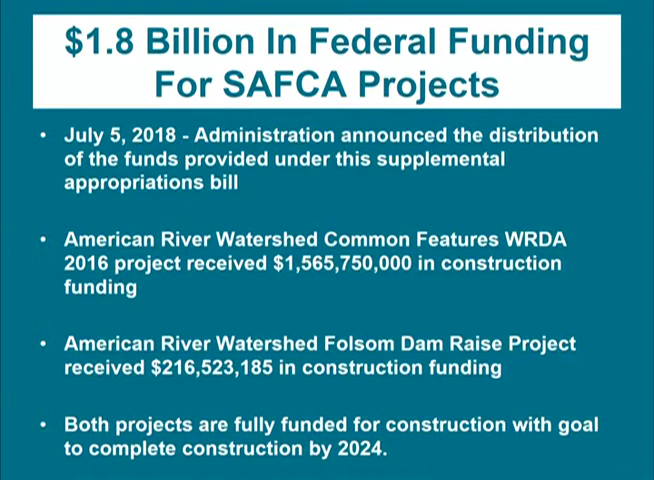 $1.8 Billion In Federal Funding
For SAFCA Projects
• July 5, 2018 - Administration announced the distribution
of the funds provided under this supplemental
appropriations bill
• American River Watershed Common Features WRDA
2016 project received $1,565,750,000 in construction
funding
• American River Watershed Folsom Dam Raise Project
received $216,523,185 in construction funding
• Both projects are fully funded for construction with goal
to complete construction by 2024.